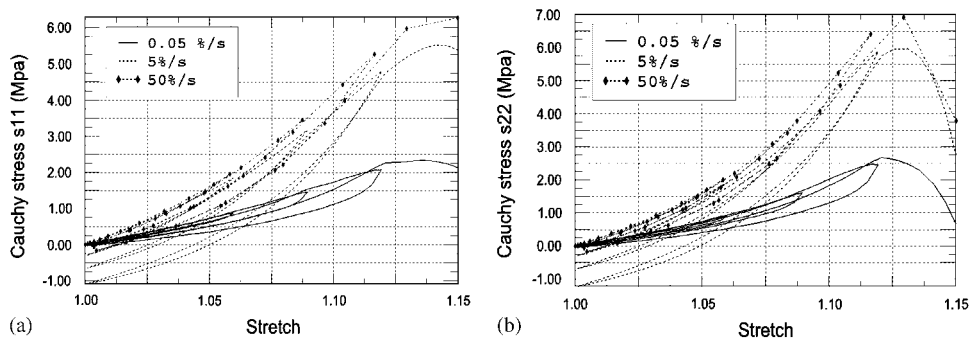 6.00
5.00
4.00
3.00
2.00
1.00
0.00
-1.00
Cauchy stress s11 (Mpa)
0.05 %/s
5%/s
50%/s
1.00
1.05
1.10
1.15
(a)
Stretch
7.00
6.00
5.00
4.00
3.00
2.00
1.00
0.00
-1.00
Cauchy stress s22 (Mpa)
0.05 %/s
5%/s
50%/s
1.00
1.05
1.10
1.15
(b)
Stretch